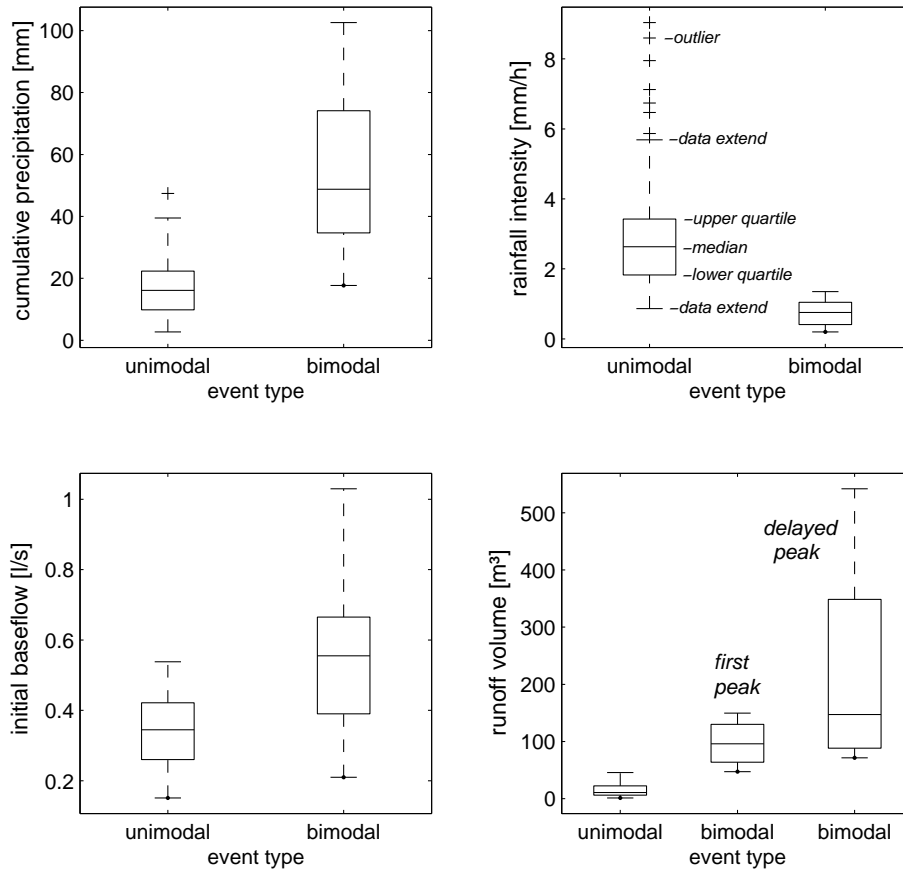 cumulative precipitation [mm]
100
80
60
40
20
0
unimodal
bimodal
event type
rainfall intensity [mm/h]
8
6
4
2
0
–outlier
–data extend
–upper quartile
–median
–lower quartile
–data extend
unimodal
bimodal
event type
initial baseflow [l/s]
1
0.8
0.6
0.4
0.2
unimodal
bimodal
event type
runoff volume [m³]
500
400
300
200
100
0
delayed
peak
first
peak
unimodal
bimodal
bimodal
event type